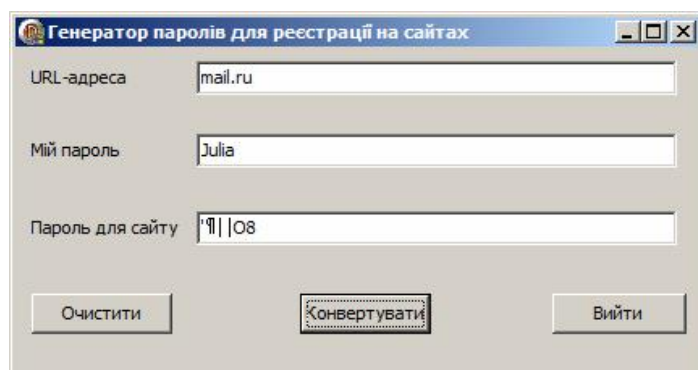 Генератор паролів для реєстрації на сайтах
URL-адреса mail.ru
Мій пароль Julia
Пароль для сайту '¶||O8
Очистити Конвертувати Вийти